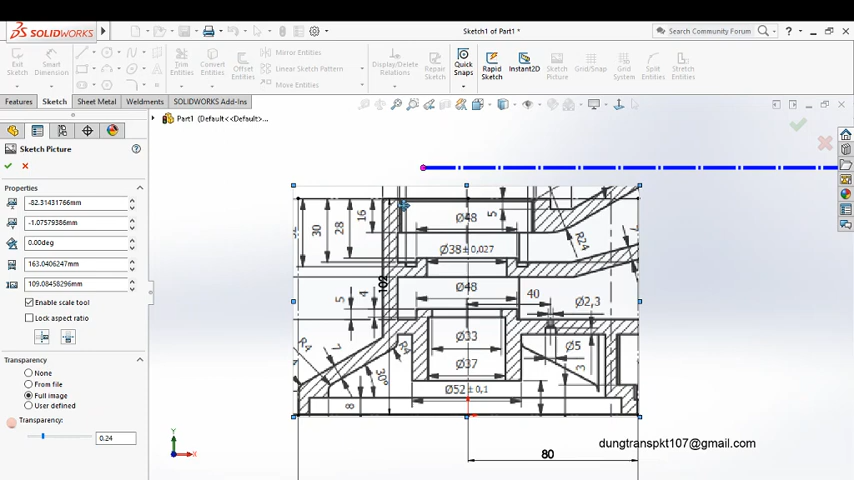 SOLIDWORKS
Sketch1 of Part1 *
Search Community Forum
Exit Sketch
Smart Dimension
Trim Entities
Convert Entities
Offset Entities
Mirror Entities
Linear Sketch Pattern
Move Entities
Display/Delete Relations
Repair Sketch
Quick Snaps
Rapid Sketch
Instant2D
Sketch Picture
Grid/Snap
Grid System
Split Entities
Stretch Entities
Features
Sketch
Sheet Metal
Weldments
SOLIDWORKS Add-Ins
Part1 (Default<<Default>...
Sketch Picture
Properties
-82.31431766mm
-1.07579386mm
0.00deg
163.0406247mm
109.08458296mm
Enable scale tool
Lock aspect ratio
Transparency
None
From file
Full image
User defined
Transparency:
0.24
30
28
16
Ø48
5
R24
Ø38± 0,027
102
Ø48
40
Ø2,3
5
4
Ø33
Ø37
Ø5
3
R4
7
30°
R4
8
Ø52 ± 0,1
dungtranspkt107@gmail.com
80
Y
X